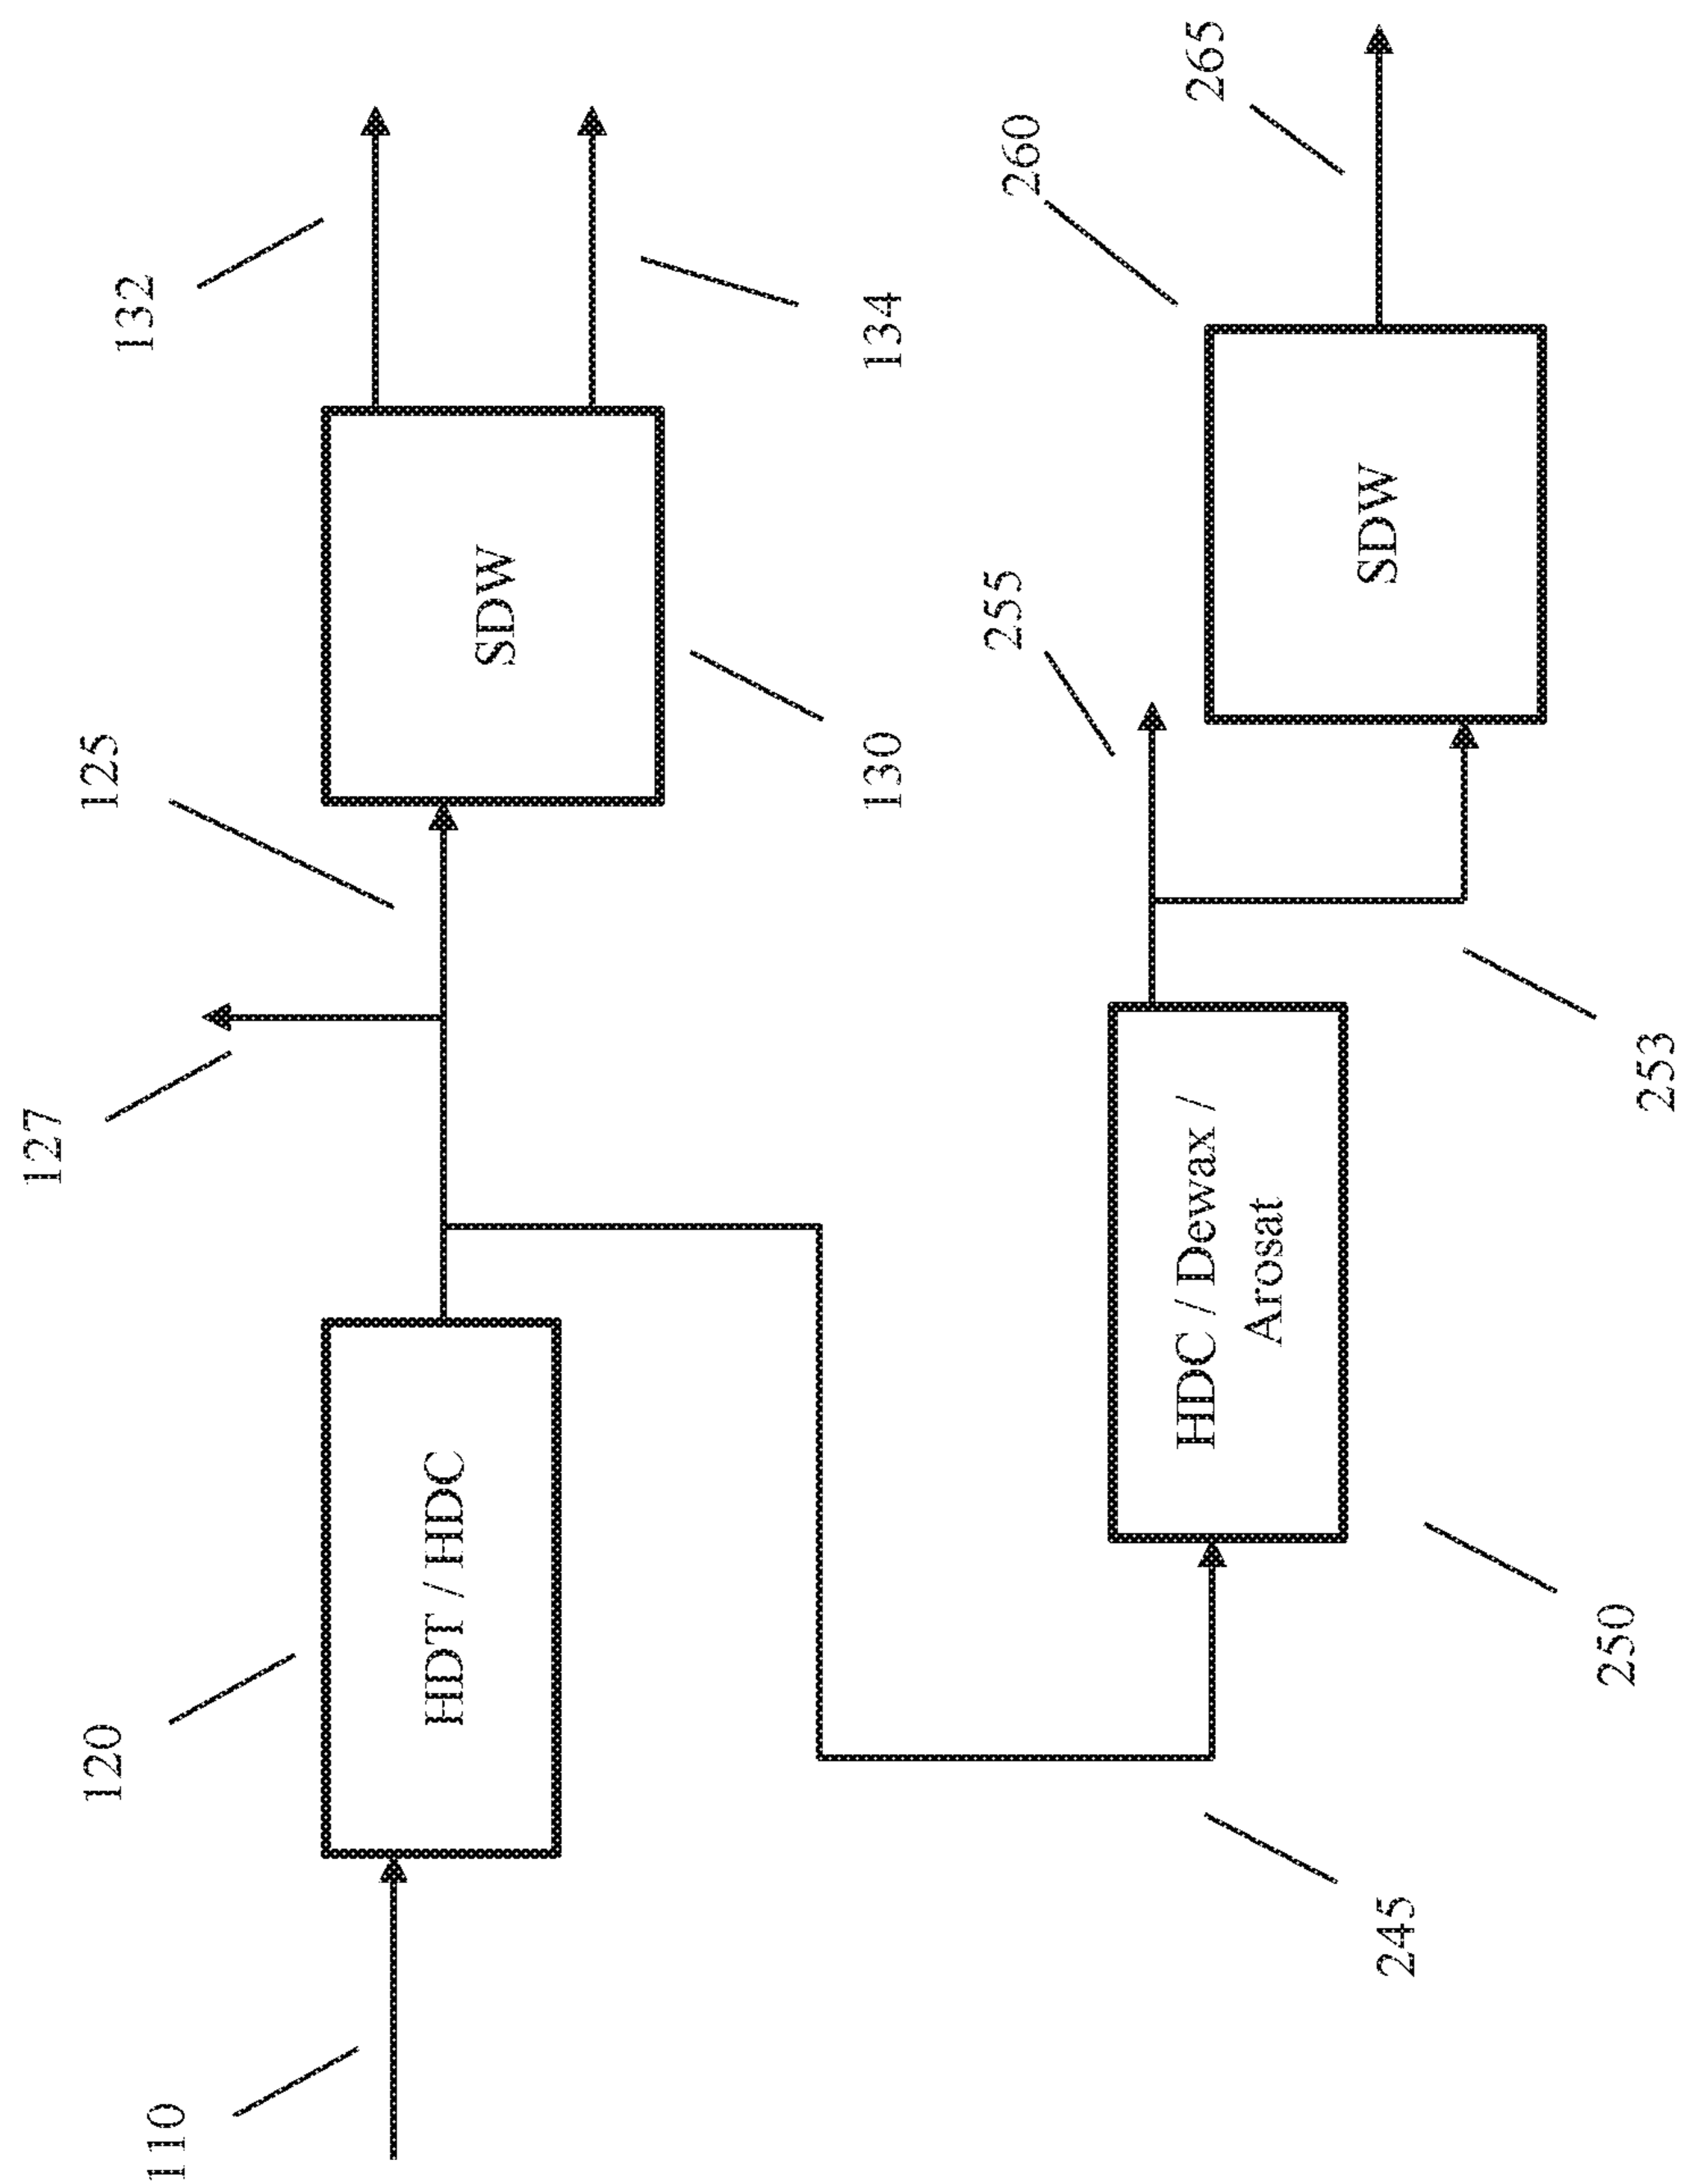 127
110
120
125
132
HDT / HDC
SDW
130
134
255
260
265
HDC / Dewax /
Arosat
SDW
245
250
253